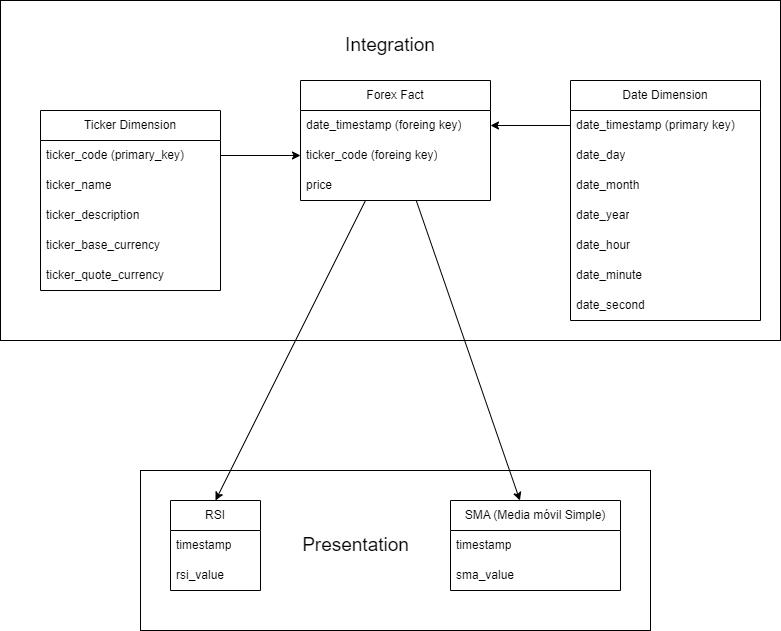 Integration
Ticker Dimension
ticker_code (primary_key)
ticker_name
ticker_description
ticker_base_currency
ticker_quote_currency
Forex Fact
date_timestamp (foreing key)
ticker_code (foreing key)
price
Date Dimension
date_timestamp (primary key)
date_day
date_month
date_year
date_hour
date_minute
date_second
RSI
timestamp
rsi_value
Presentation
SMA (Media móvil Simple)
timestamp
sma_value